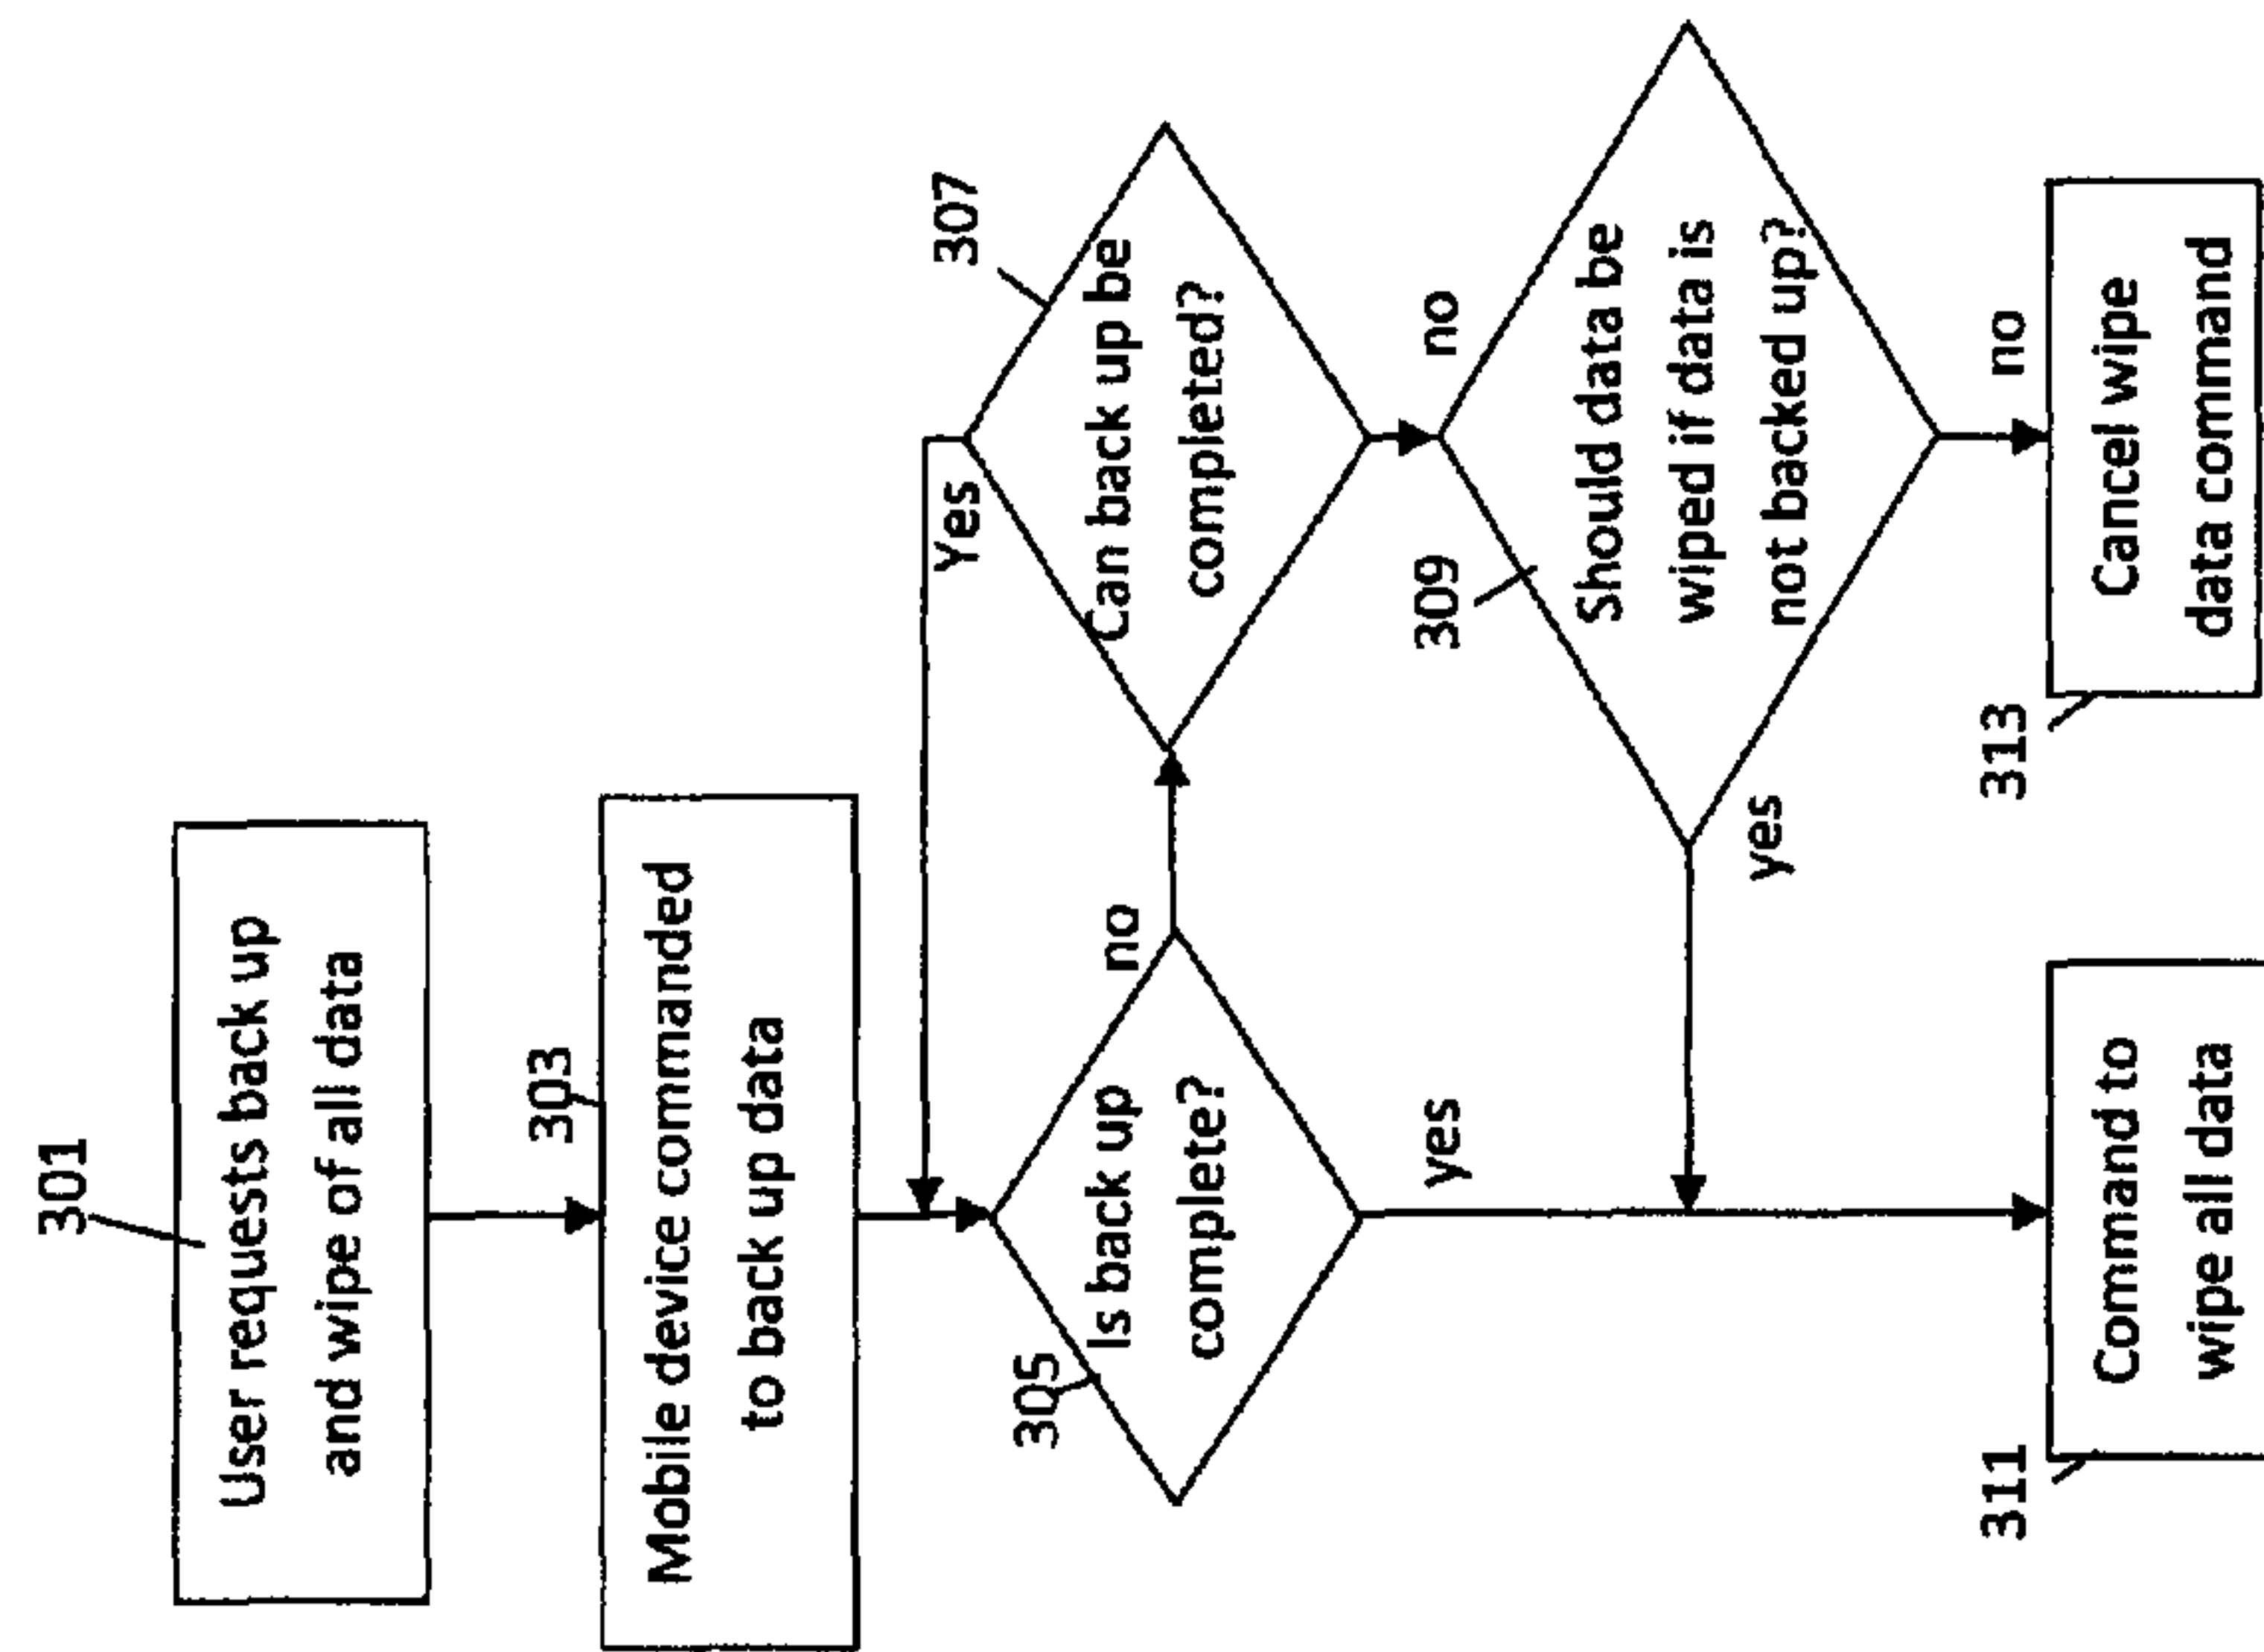 301
User requests back up
and wipe of all data
303
Mobile device commanded
to back up data
305
Is back up
complete?
no
yes
307
Can back up be
completed?
Yes
no
309
Should data be
wiped if data is
not backed up?
yes
no
311
Command to
wipe all data
313
Cancel wipe
data command